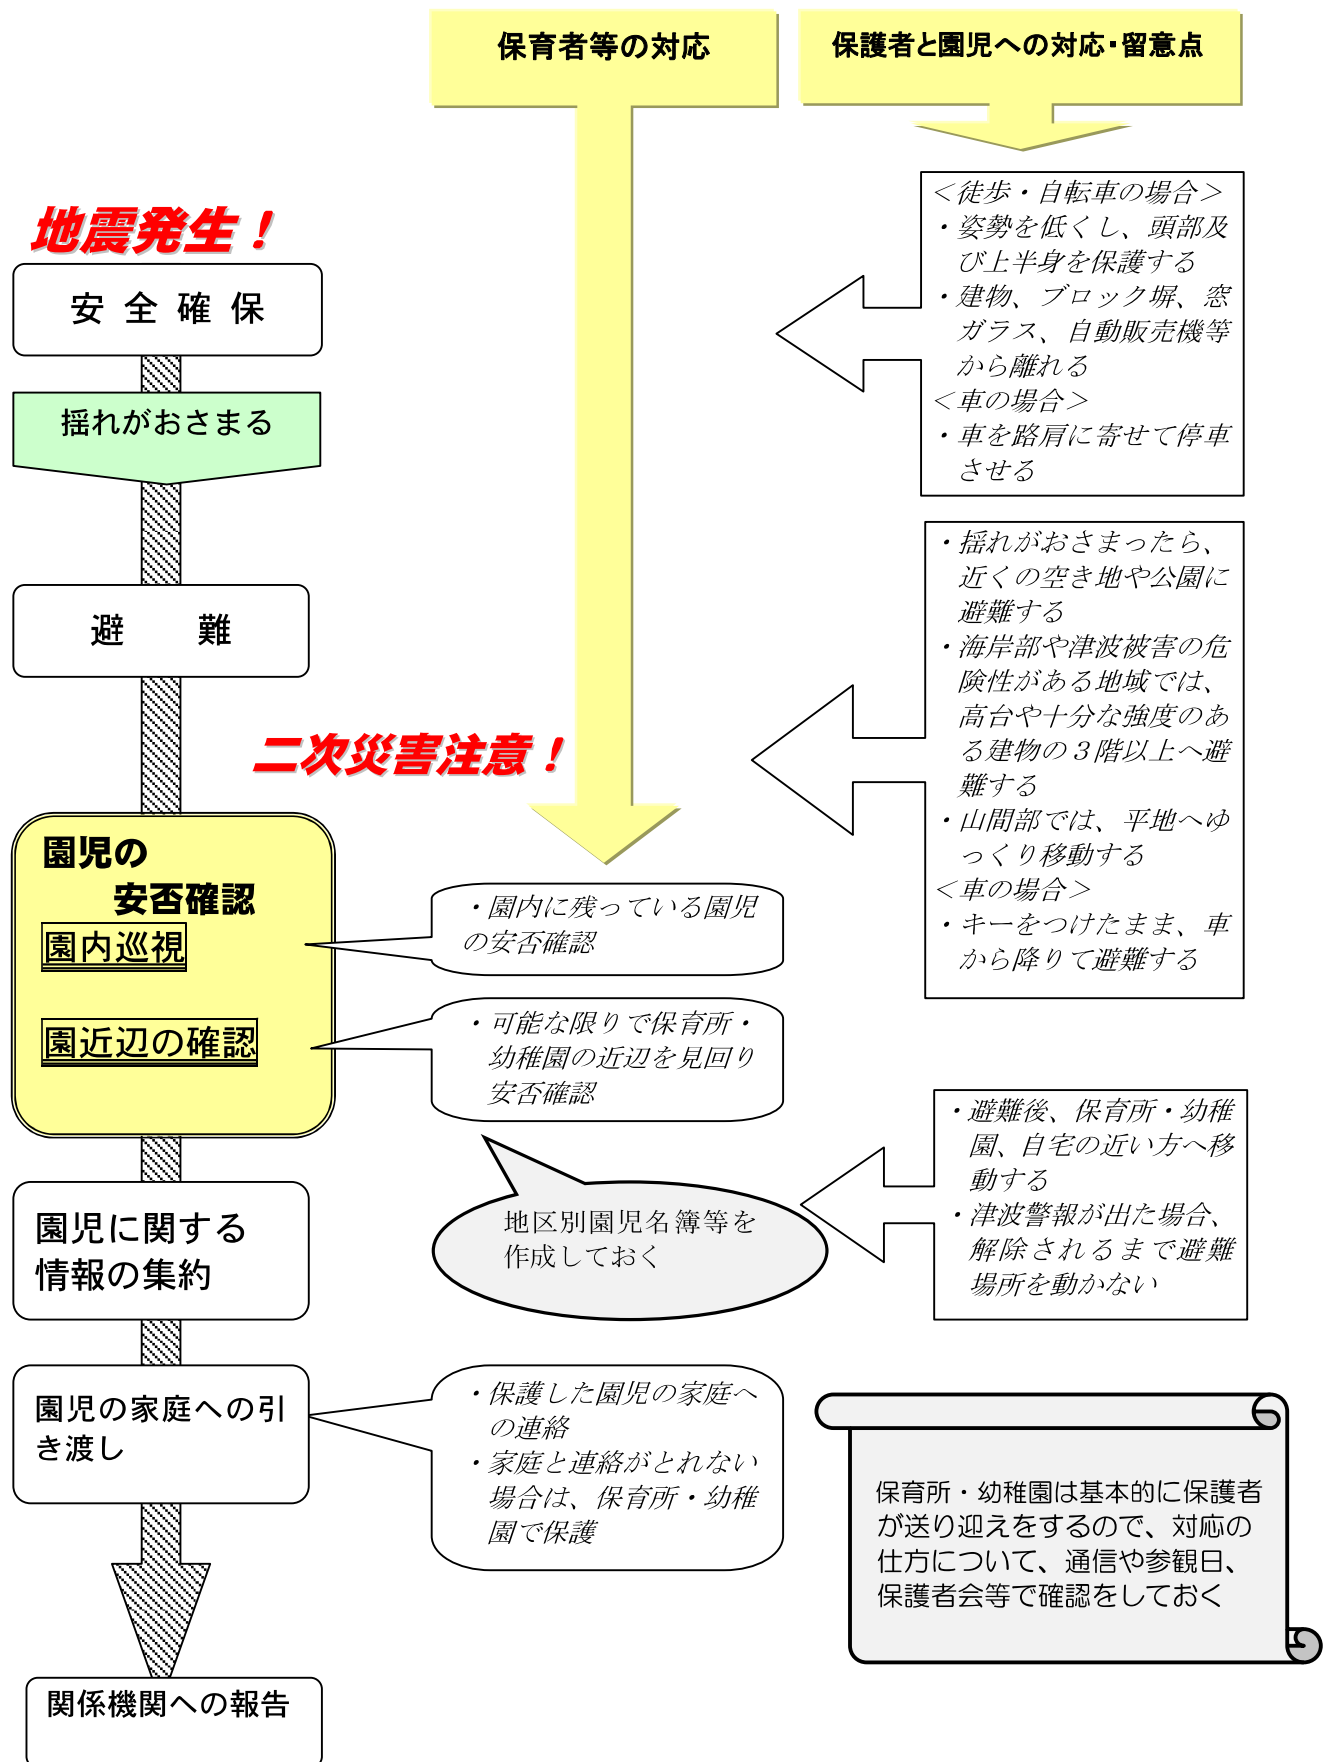 保育者等の対応
保護者と園児への対応・留意点
地震発生！
安全確保
揺れがおさまる
避　　難
二次災害注意！
園児の
安否確認
園内巡視
園近辺の確認
園児に関する
情報の集約
園児の家庭への引
き渡し
関係機関への報告
・園内に残っている園児
の安否確認
・可能な限りで保育所・
幼稚園の近辺を見回り
安否確認
地区別園児名簿等を
作成しておく
・保護した園児の家庭へ
の連絡
・家庭と連絡がとれない
場合は、保育所・幼稚
園で保護
＜徒歩・自転車の場合＞
・姿勢を低くし、頭部及
び上半身を保護する
・建物、ブロック塀、窓
ガラス、自動販売機等
から離れる
＜車の場合＞
・車を路肩に寄せて停車
させる
・揺れがおさまったら、
近くの空き地や公園に
避難する
・海岸部や津波被害の危
険性がある地域では、
高台や十分な強度のあ
る建物の３階以上へ避
難する
・山間部では、平地へゆ
っくり移動する
＜車の場合＞
・キーをつけたまま、車
から降りて避難する
・避難後、保育所・幼稚
園、自宅の近い方へ移
動する
・津波警報が出た場合、
解除されるまで避難
場所を動かない
保育所・幼稚園は基本的に保護者
が送り迎えをするので、対応の
仕方について、通信や参観日、
保護者会等で確認をしておく